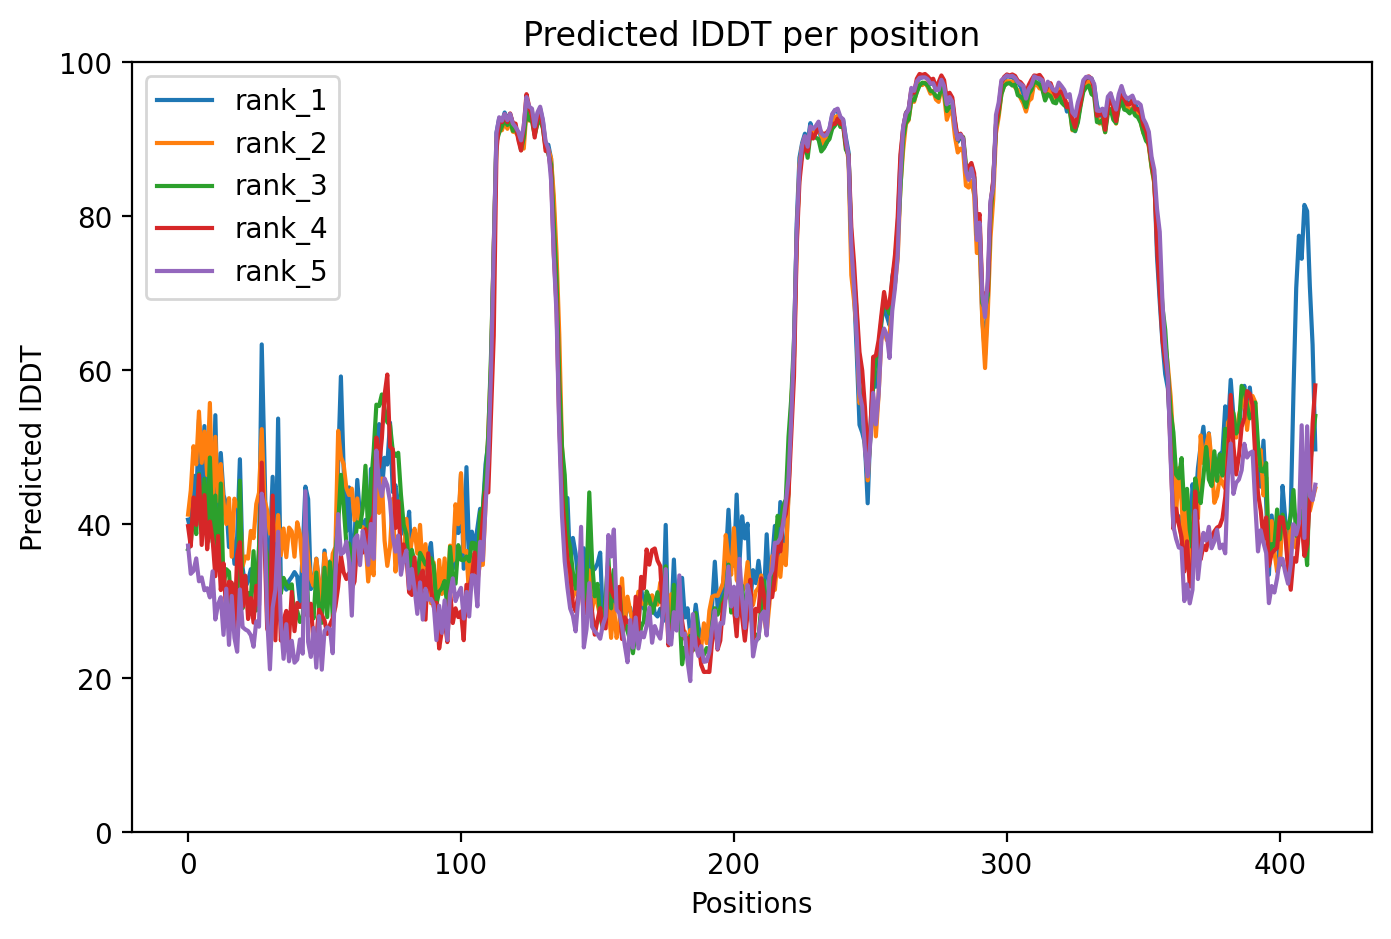 Predicted lDDT per position
100
80
60
40
20
0
Predicted lDDT
rank_1
rank_2
rank_3
rank_4
rank_5
0 100 200 300 400
Positions